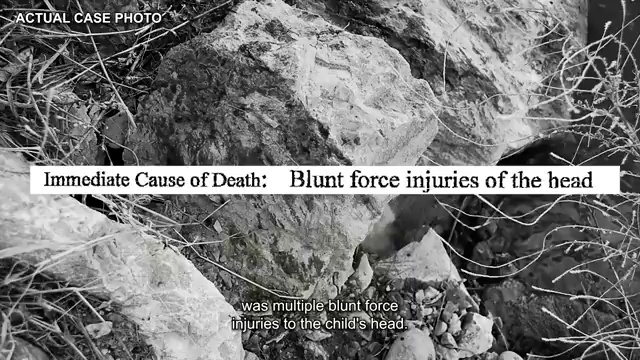 ACTUAL CASE PHOTO
Immediate Cause of Death: Blunt force injuries of the head
was multiple blunt force
injuries to the child's head.